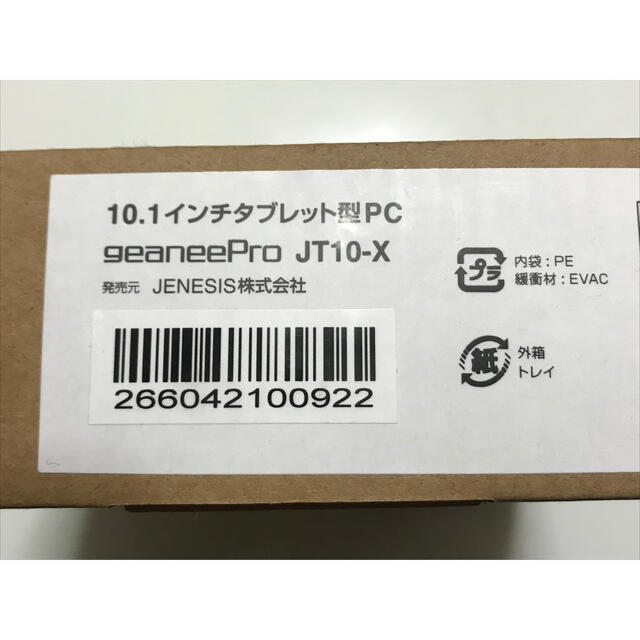 10.1インチタブレット型PC
geaneePro JT10-X
発売元 JENESIS株式会社
266042100922
プラ
内袋:PE
緩衝材:EVAC
紙
外箱
トレイ